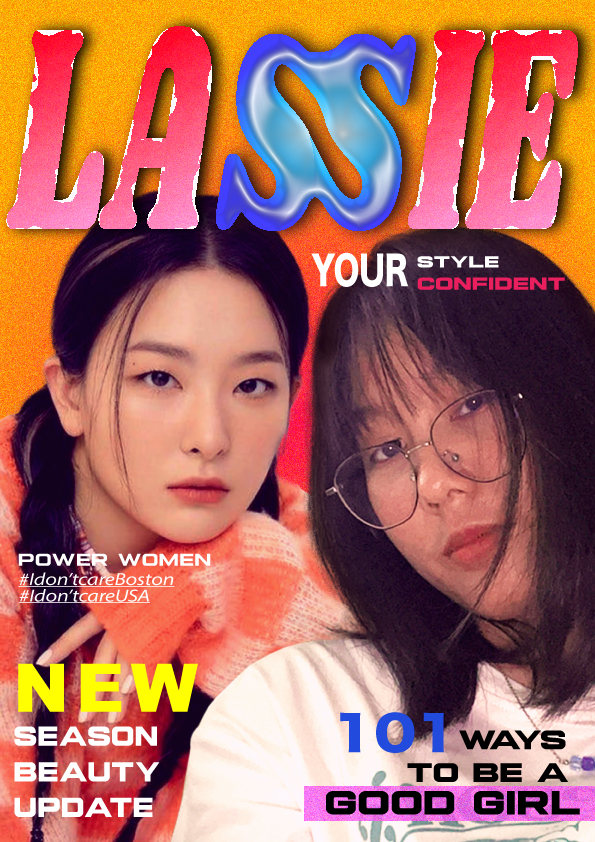 LASSIE
YOUR STYLE
CONFIDENT
POWER WOMEN
#Idon'tcareBoston
#Idon'tcareUSA
NEW
SEASON
BEAUTY
UPDATE
101 WAYS
TO BE A
GOOD GIRL